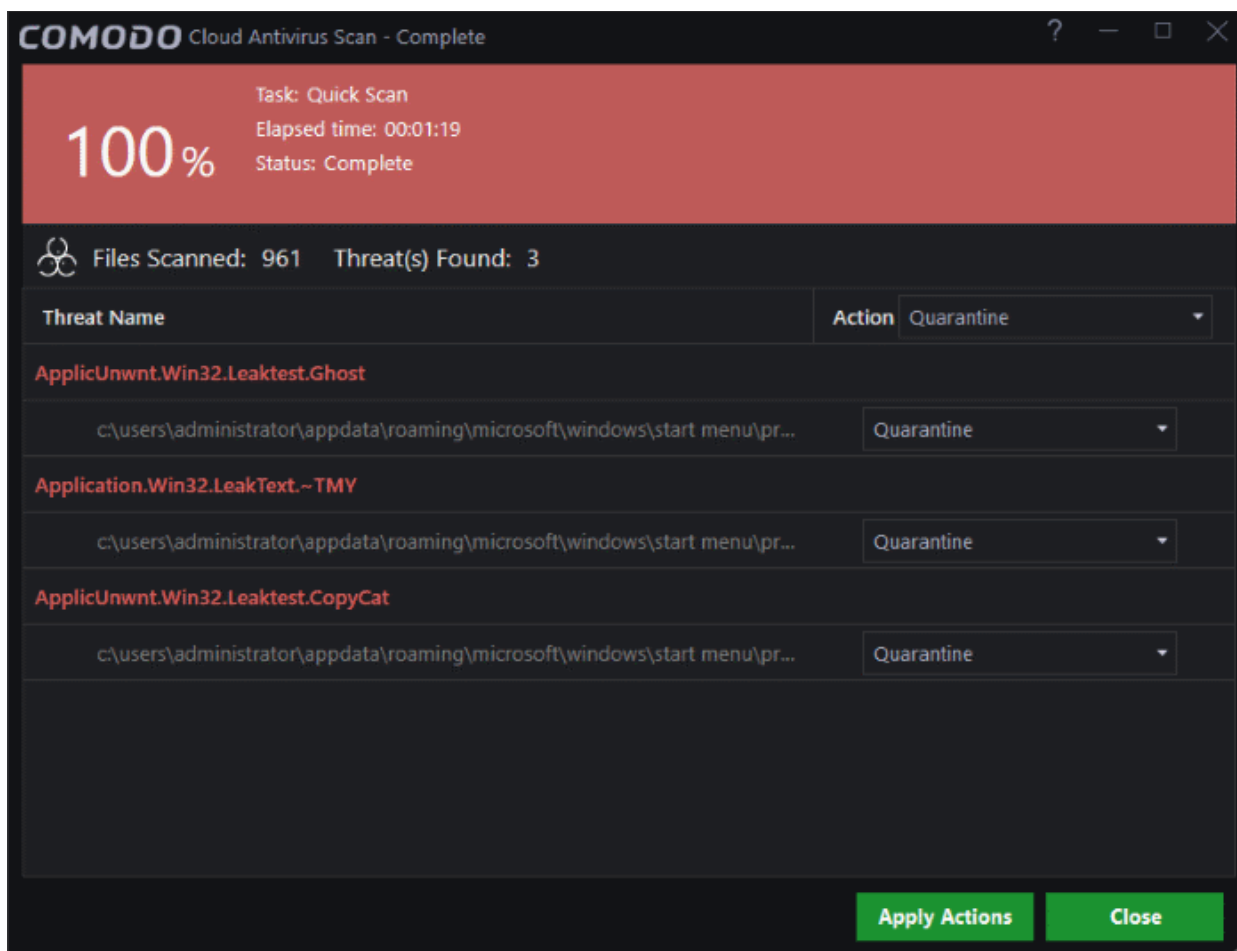 COMODO Cloud Antivirus Scan - Complete ?
100 %
Task: Quick Scan
Elapsed time: 00:01:19
Status: Complete
Files Scanned: 961 Threat(s) Found: 3
Threat Name Action Quarantine
ApplicUnwnt.Win32.Leaktest.Ghost
c:\users\administrator\appdata\roaming\microsoft\windows\start menu\pr... Quarantine
Application.Win32.LeakText.~TMY
c:\users\administrator\appdata\roaming\microsoft\windows\start menu\pr... Quarantine
ApplicUnwnt.Win32.Leaktest.CopyCat
c:\users\administrator\appdata\roaming\microsoft\windows\start menu\pr... Quarantine
Apply Actions Close